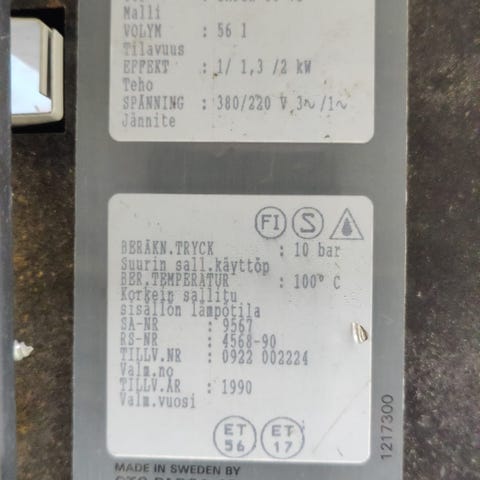 Malli
VOLYM : 56 l
Tilavuus
EFFEKT : 1/ 1,3 /2 kW
Teho
SPÄNNING : 380/220 V 3~ /1~
Jännite
FI S
BERÄKN.TRYCK : 10 bar
Suurin sall.käyttöp
BER.TEMPERATUR : 100° C
Korkein sallitu
sisällön lämpötila
SA-NR : 9567
RS-NR : 4568-90
TILLV.NR : 0922 002224
Valm.no
TILLV.ÅR : 1990
Valm.vuosi
ET 56
ET 17
1217300
MADE IN SWEDEN BY